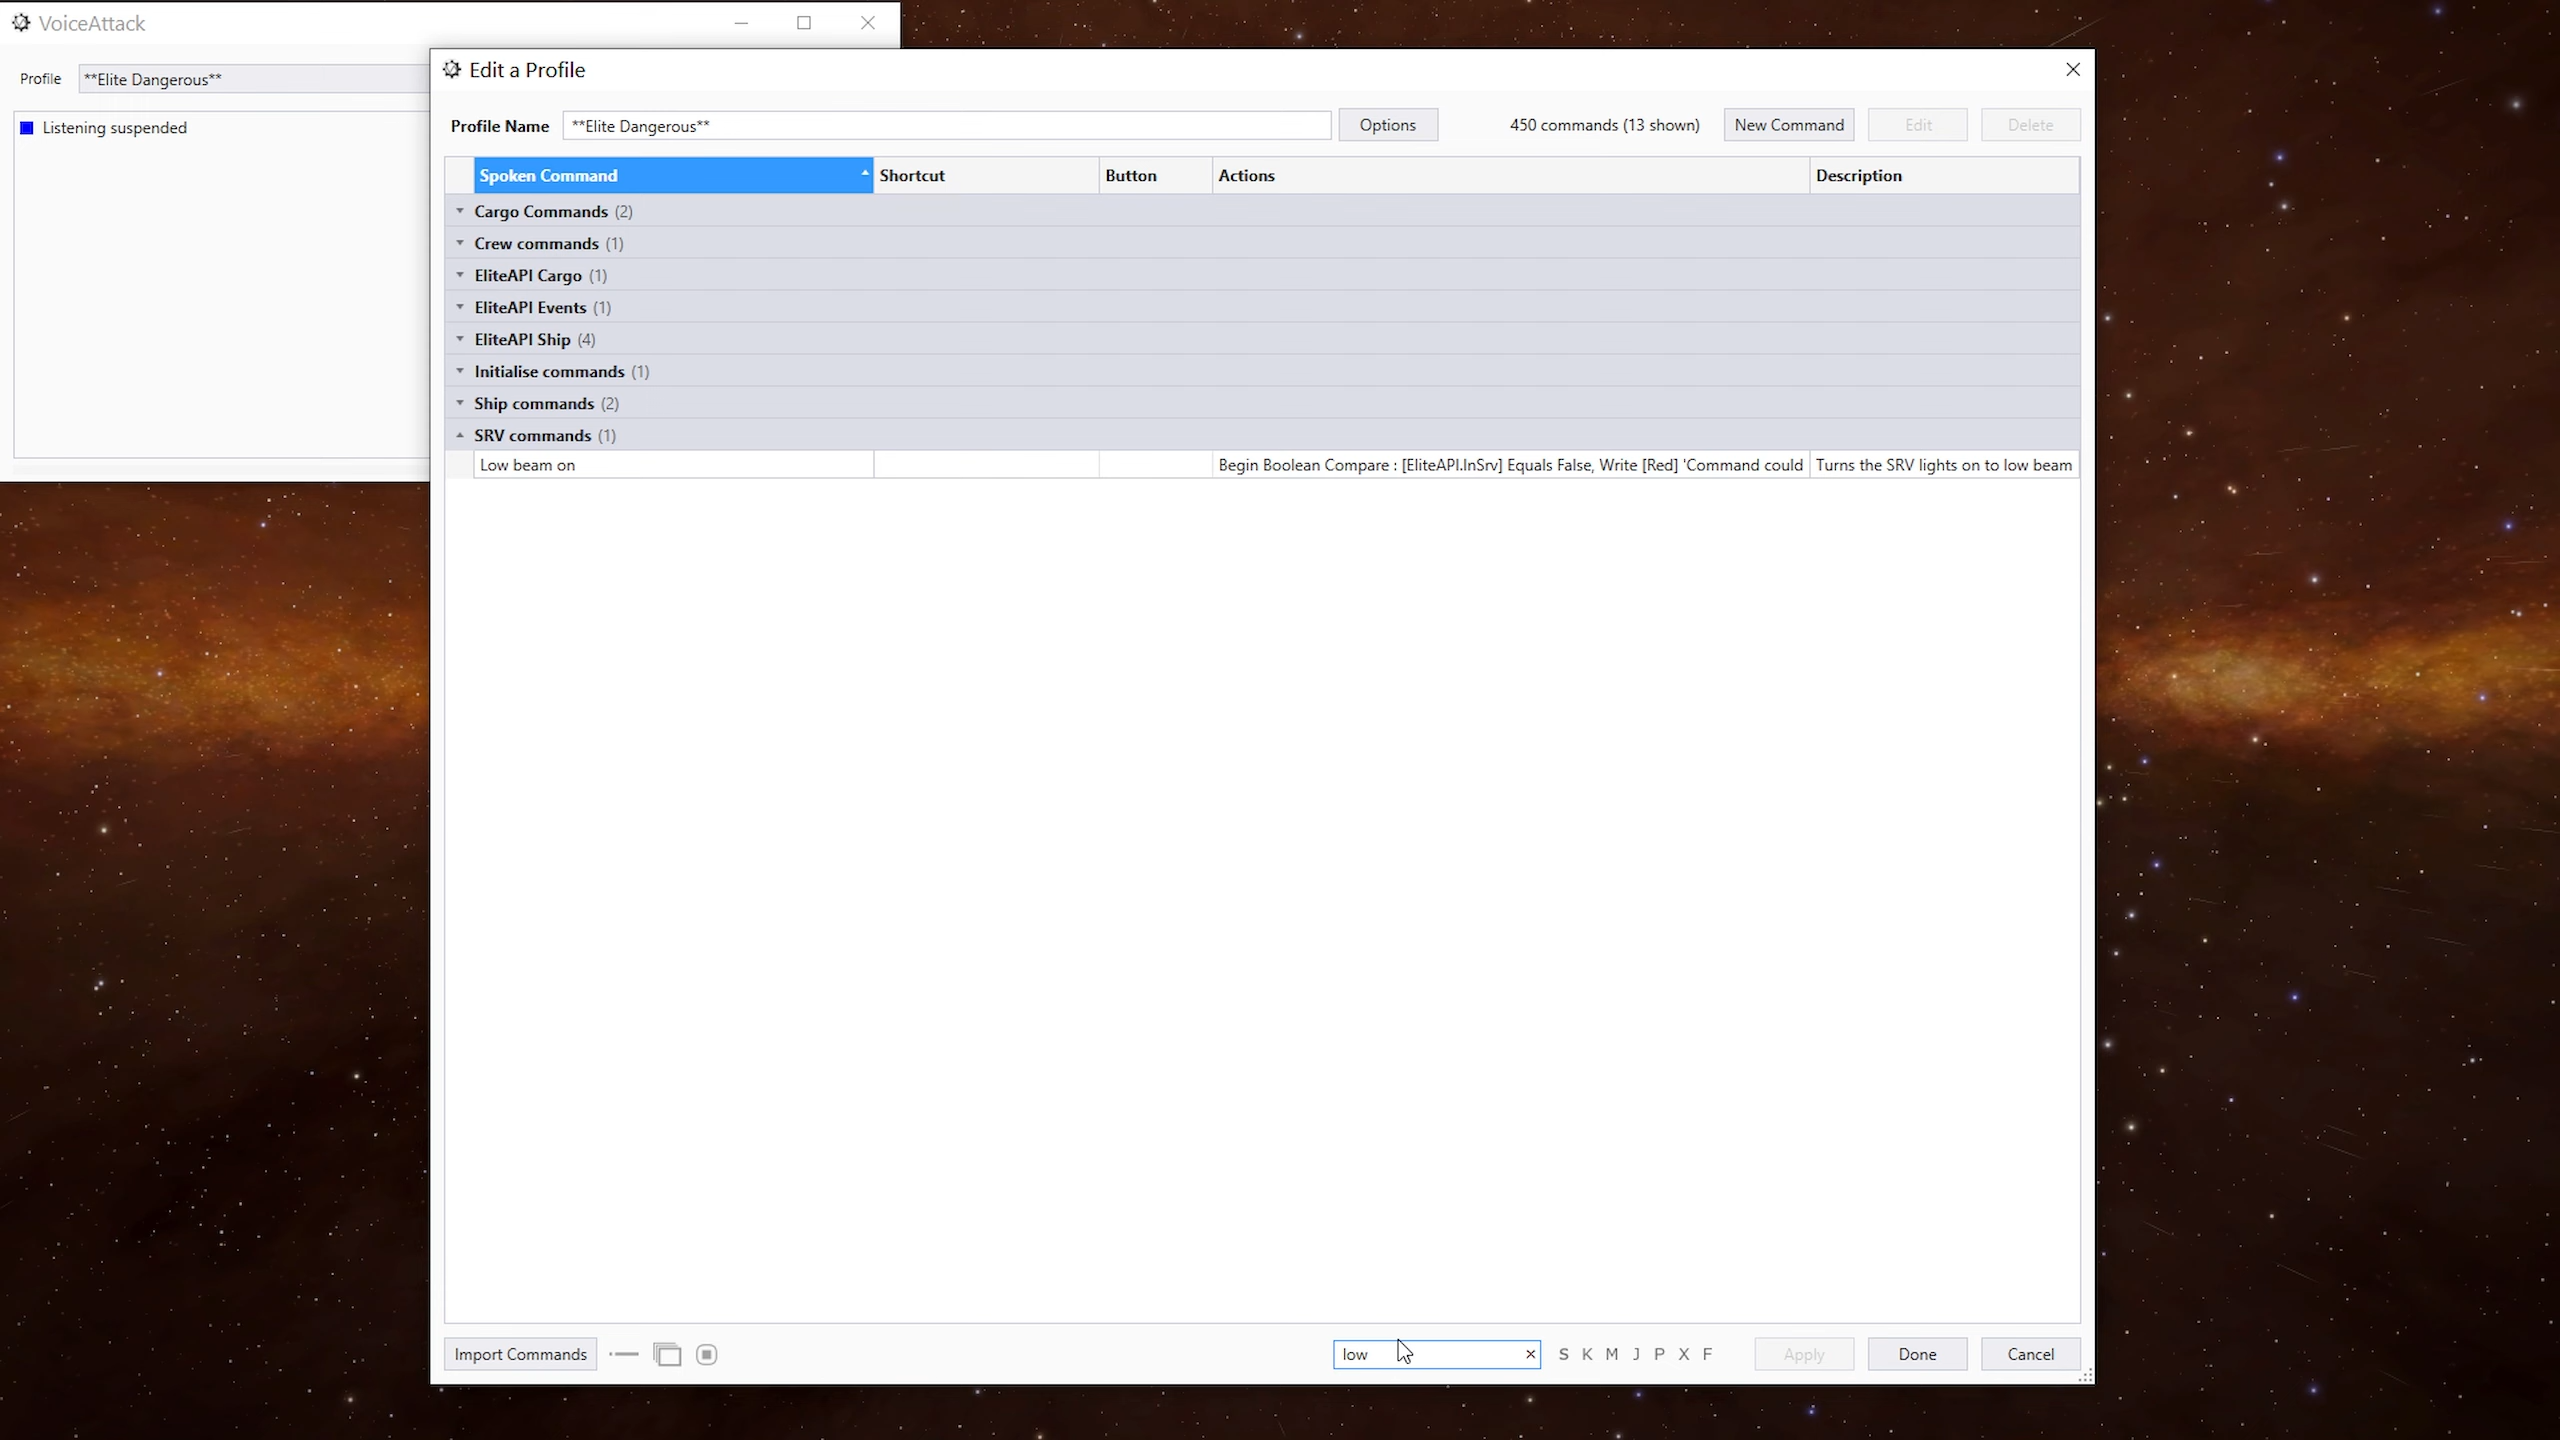 VoiceAttack
Profile **Elite Dangerous**
Listening suspended
Edit a Profile
Profile Name **Elite Dangerous** Options 450 commands (13 shown) New Command Edit Delete
Spoken Command Shortcut Button Actions Description
Cargo Commands (2)
Crew commands (1)
EliteAPI Cargo (1)
EliteAPI Events (1)
EliteAPI Ship (4)
Initialise commands (1)
Ship commands (2)
SRV commands (1)
Low beam on Begin Boolean Compare : [EliteAPI.InSrv] Equals False, Write [Red] 'Command could Turns the SRV lights on to low beam
Import Commands low × S K M J P X F Apply Done Cancel